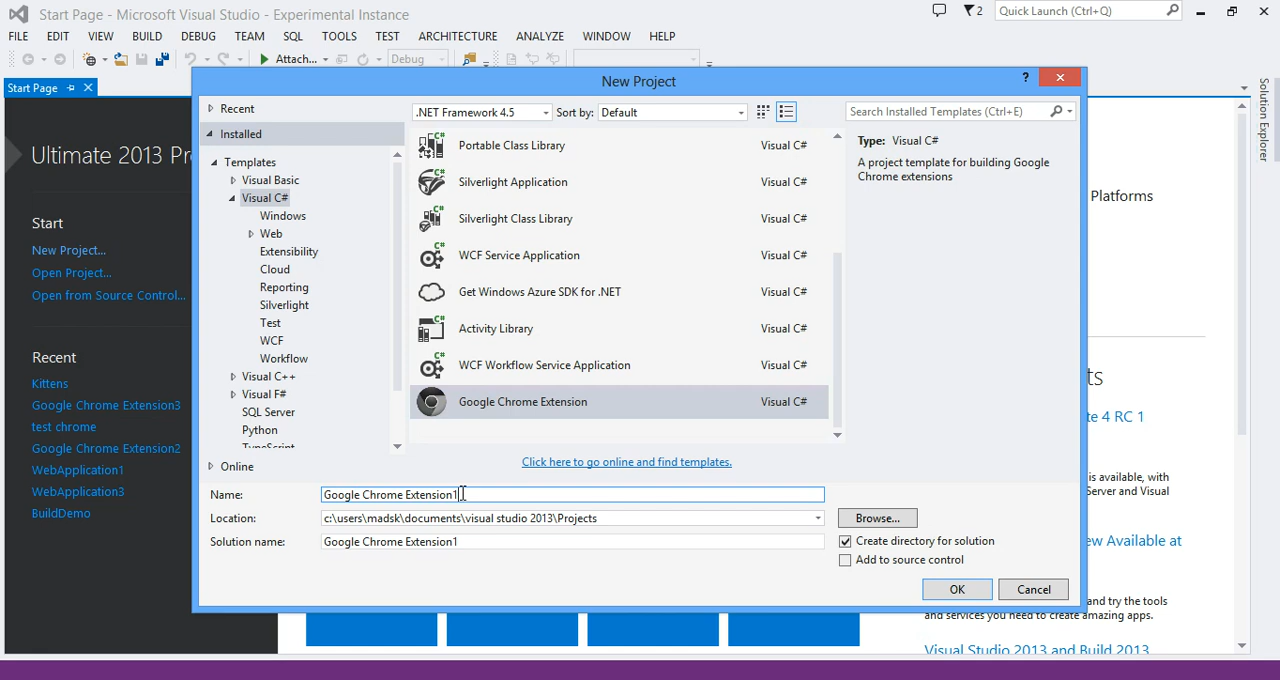 Start Page - Microsoft Visual Studio - Experimental Instance
2
Quick Launch (Ctrl+Q)
FILE EDIT VIEW BUILD DEBUG TEAM SQL TOOLS TEST ARCHITECTURE ANALYZE WINDOW HELP
Attach... Debug
Start Page
Solution Explorer
New Project
?
Recent
Installed
.NET Framework 4.5
Sort by: Default
Search Installed Templates (Ctrl+E)
Templates
Visual Basic
Visual C#
Windows
Web
Extensibility
Cloud
Reporting
Silverlight
Test
WCF
Workflow
Visual C++
Visual F#
SQL Server
Python
TypeScript
Online
Portable Class Library Visual C#
Silverlight Application Visual C#
Silverlight Class Library Visual C#
WCF Service Application Visual C#
Get Windows Azure SDK for .NET Visual C#
Activity Library Visual C#
WCF Workflow Service Application Visual C#
Google Chrome Extension Visual C#
Type: Visual C#
A project template for building Google
Chrome extensions
Click here to go online and find templates.
Name: Google Chrome Extension1
Location: c:\users\madsk\documents\visual studio 2013\Projects
Browse...
Solution name: Google Chrome Extension1
Create directory for solution
Add to source control
OK Cancel
Ultimate 2013 Pr
Start
New Project...
Open Project...
Open from Source Control...
Recent
Kittens
Google Chrome Extension3
test chrome
Google Chrome Extension2
WebApplication1
WebApplication3
BuildDemo
Platforms
ts
te 4 RC 1
is available, with
Server and Visual
ew Available at
and try the tools
and services you need to create amazing apps.
Visual Studio 2013 and Build 2013